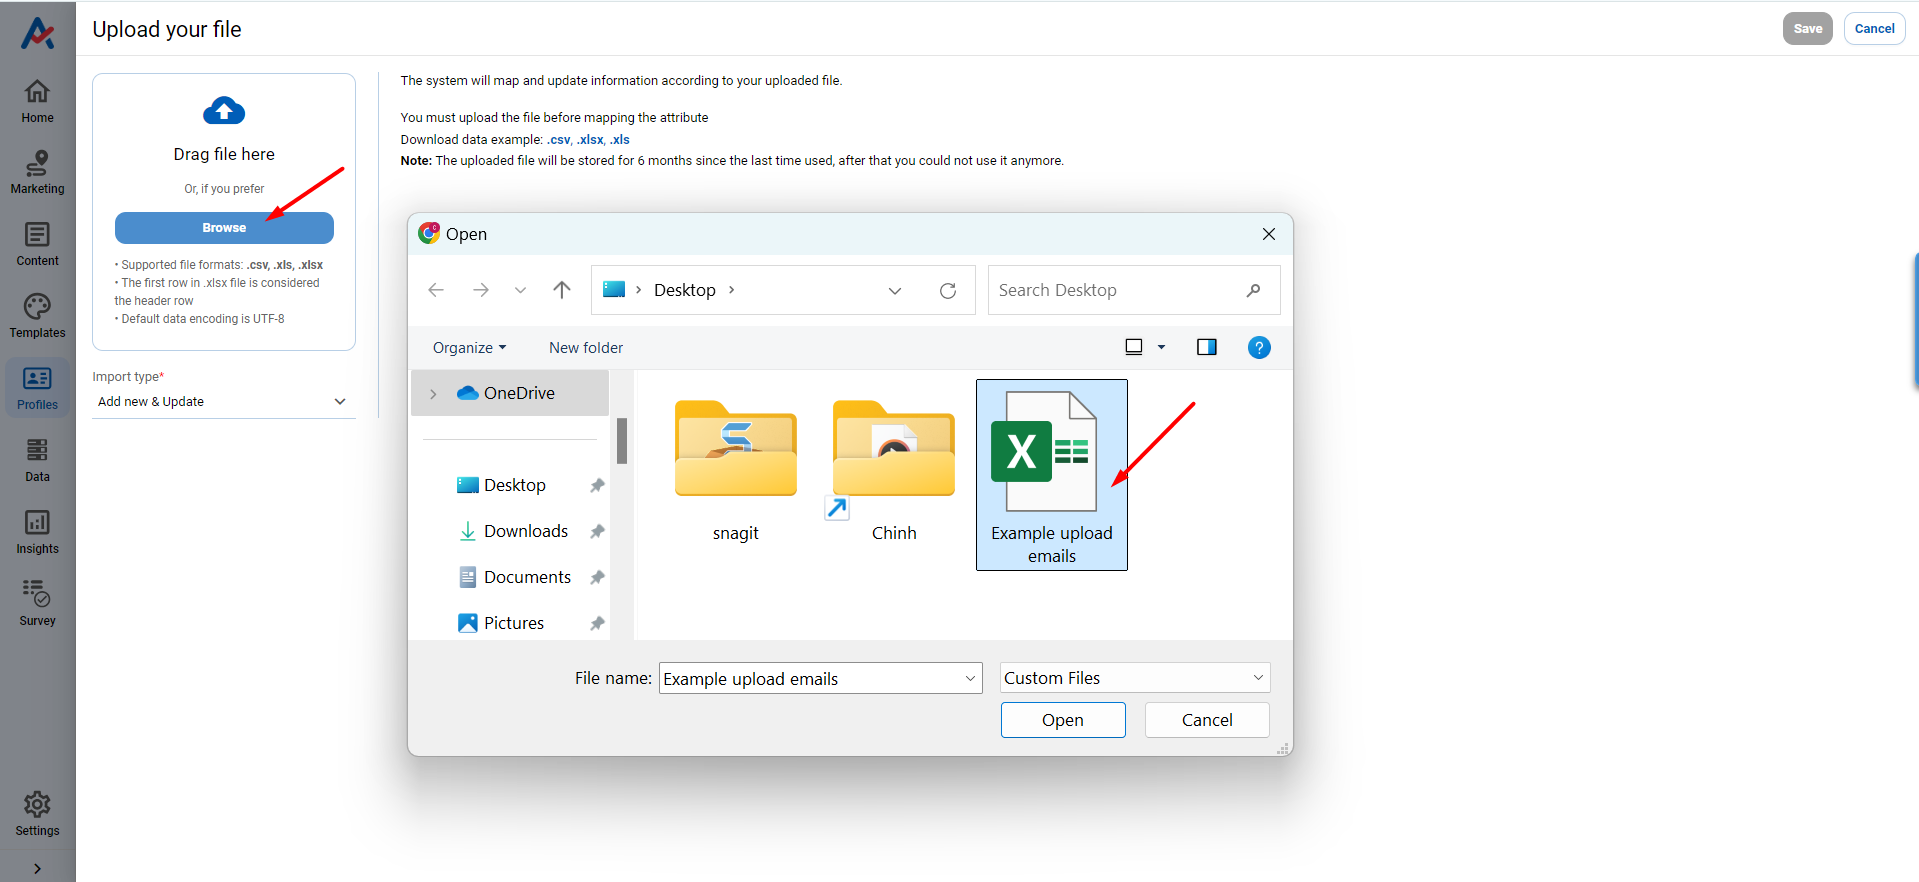 Upload your file
Save
Cancel
Home
Marketing
Content
Templates
Profiles
Data
Insights
Survey
Settings
Drag file here
Or, if you prefer
Browse
• Supported file formats: .csv, .xls, .xlsx
• The first row in .xlsx file is considered
the header row
• Default data encoding is UTF-8
Import type*
Add new & Update
The system will map and update information according to your uploaded file.
You must upload the file before mapping the attribute
Download data example: .csv, .xlsx, .xls
Note: The uploaded file will be stored for 6 months since the last time used, after that you could not use it anymore.
Open
Desktop
Search Desktop
Organize
New folder
?
OneDrive
Desktop
Downloads
Documents
Pictures
snagit
Chinh
X
Example upload
emails
File name:
Example upload emails
Custom Files
Open
Cancel